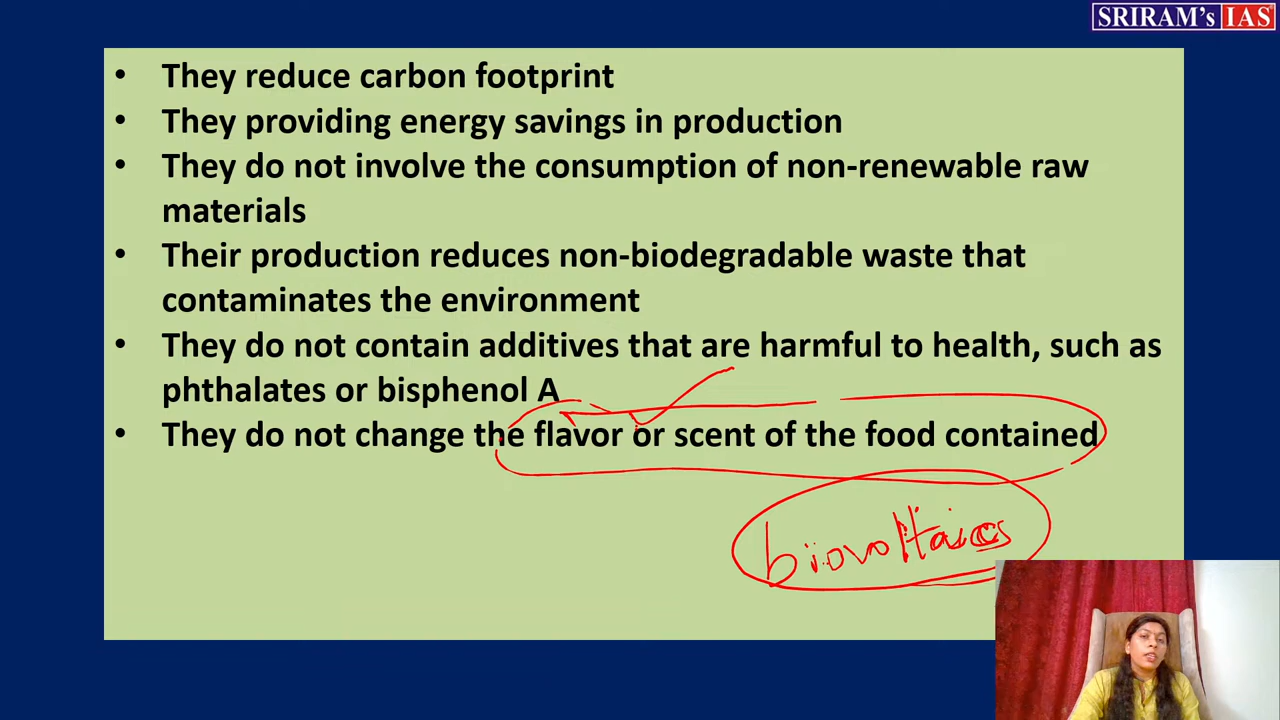 SRIRAM's IAS
• They reduce carbon footprint
• They providing energy savings in production
• They do not involve the consumption of non-renewable raw
materials
• Their production reduces non-biodegradable waste that
contaminates the environment
• They do not contain additives that are harmful to health, such as
phthalates or bisphenol A
• They do not change the flavor or scent of the food contained
biovoltaics